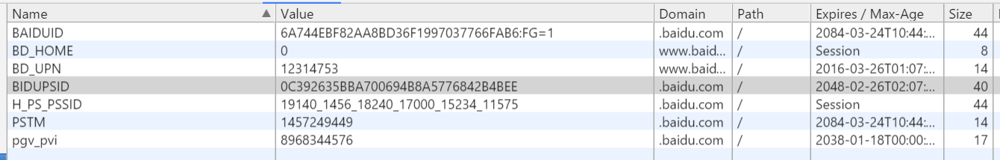 Name Value Domain Path Expires / Max-Age Size
BAIDUID 6A744EBF82AA8BD36F1997037766FAB6:FG=1 .baidu.com / 2084-03-24T10:44:... 44
BD_HOME 0 www.baid... / Session 8
BD_UPN 12314753 www.baid... / 2016-03-26T01:07:... 14
BIDUPSID 0C392635BBA700694B8A5776842B4BEE .baidu.com / 2048-02-26T02:07:... 40
H_PS_PSSID 19140_1456_18240_17000_15234_11575 .baidu.com / Session 44
PSTM 1457249449 .baidu.com / 2084-03-24T10:44:... 14
pgv_pvi 8968344576 .baidu.com / 2038-01-18T00:00:... 17